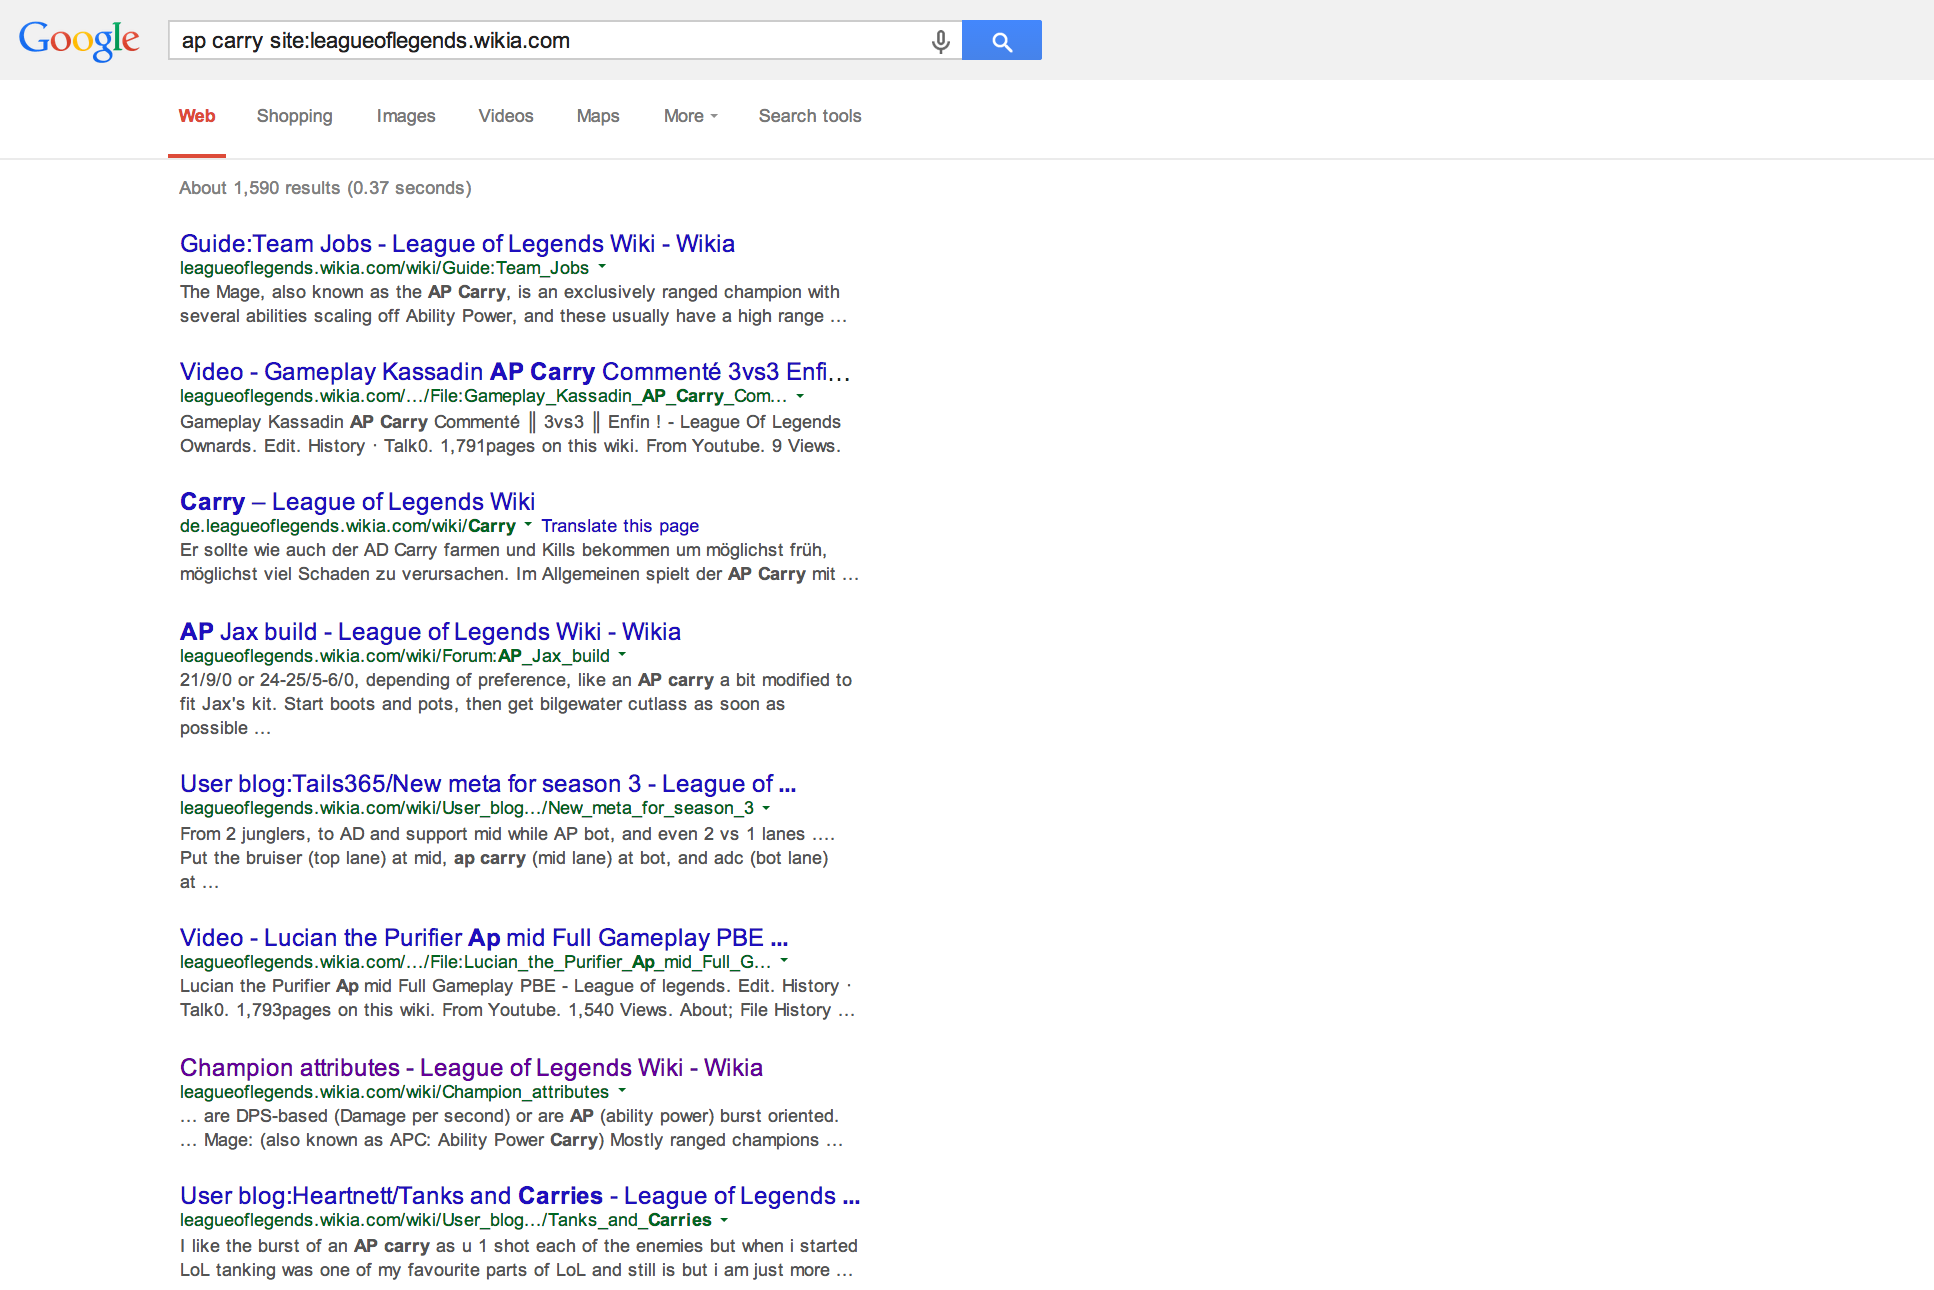 Google
ap carry site:leagueoflegends.wikia.com
Web Shopping Images Videos Maps More Search tools
About 1,590 results (0.37 seconds)
Guide:Team Jobs - League of Legends Wiki - Wikia
leagueoflegends.wikia.com/wiki/Guide:Team_Jobs
The Mage, also known as the AP Carry, is an exclusively ranged champion with
several abilities scaling off Ability Power, and these usually have a high range ...
Video - Gameplay Kassadin AP Carry Commenté 3vs3 Enfi...
leagueoflegends.wikia.com/.../File:Gameplay_Kassadin_AP_Carry_Com...
Gameplay Kassadin AP Carry Commenté ║ 3vs3 ║ Enfin ! - League Of Legends
Ownards. Edit. History · Talk0. 1,791pages on this wiki. From Youtube. 9 Views.
Carry – League of Legends Wiki
de.leagueoflegends.wikia.com/wiki/Carry Translate this page
Er sollte wie auch der AD Carry farmen und Kills bekommen um möglichst früh,
möglichst viel Schaden zu verursachen. Im Allgemeinen spielt der AP Carry mit ...
AP Jax build - League of Legends Wiki - Wikia
leagueoflegends.wikia.com/wiki/Forum:AP_Jax_build
21/9/0 or 24-25/5-6/0, depending of preference, like an AP carry a bit modified to
fit Jax's kit. Start boots and pots, then get bilgewater cutlass as soon as
possible ...
User blog:Tails365/New meta for season 3 - League of ...
leagueoflegends.wikia.com/wiki/User_blog.../New_meta_for_season_3
From 2 junglers, to AD and support mid while AP bot, and even 2 vs 1 lanes ....
Put the bruiser (top lane) at mid, ap carry (mid lane) at bot, and adc (bot lane)
at ...
Video - Lucian the Purifier Ap mid Full Gameplay PBE ...
leagueoflegends.wikia.com/.../File:Lucian_the_Purifier_Ap_mid_Full_G...
Lucian the Purifier Ap mid Full Gameplay PBE - League of legends. Edit. History ·
Talk0. 1,793pages on this wiki. From Youtube. 1,540 Views. About; File History ...
Champion attributes - League of Legends Wiki - Wikia
leagueoflegends.wikia.com/wiki/Champion_attributes
... are DPS-based (Damage per second) or are AP (ability power) burst oriented.
... Mage: (also known as APC: Ability Power Carry) Mostly ranged champions ...
User blog:Heartnett/Tanks and Carries - League of Legends ...
leagueoflegends.wikia.com/wiki/User_blog.../Tanks_and_Carries
I like the burst of an AP carry as u 1 shot each of the enemies but when i started
LoL tanking was one of my favourite parts of LoL and still is but i am just more ...